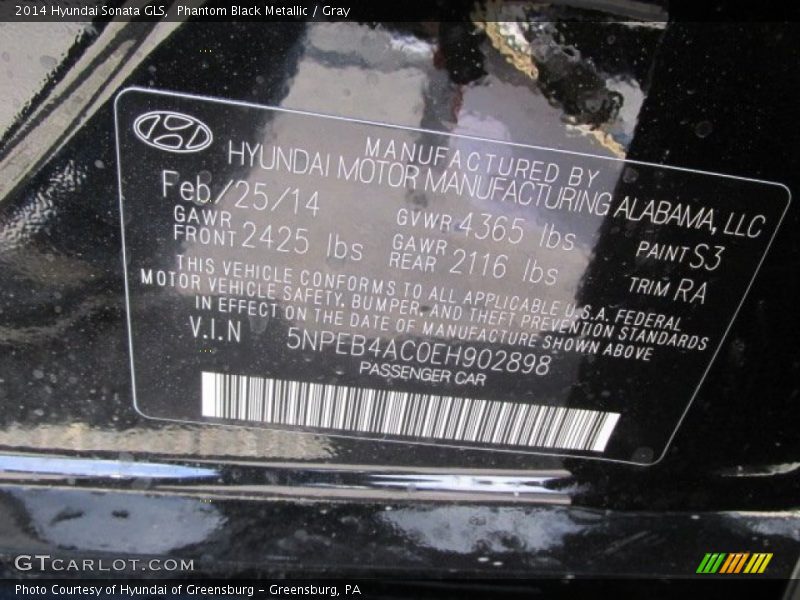 2014 Hyundai Sonata GLS, Phantom Black Metallic / Gray
MANUFACTURED BY
HYUNDAI MOTOR MANUFACTURING ALABAMA, LLC
Feb./25/14
GVWR 4365 lbs
PAINT S3
GAWR FRONT 2425 lbs
GAWR REAR 2116 lbs
TRIM RA
THIS VEHICLE CONFORMS TO ALL APPLICABLE U.S.A. FEDERAL
MOTOR VEHICLE SAFETY, BUMPER, AND THEFT PREVENTION STANDARDS
IN EFFECT ON THE DATE OF MANUFACTURE SHOWN ABOVE
V.I.N 5NPEB4AC0EH902898
PASSENGER CAR
GTCARLOT.COM
Photo Courtesy of Hyundai of Greensburg - Greensburg, PA